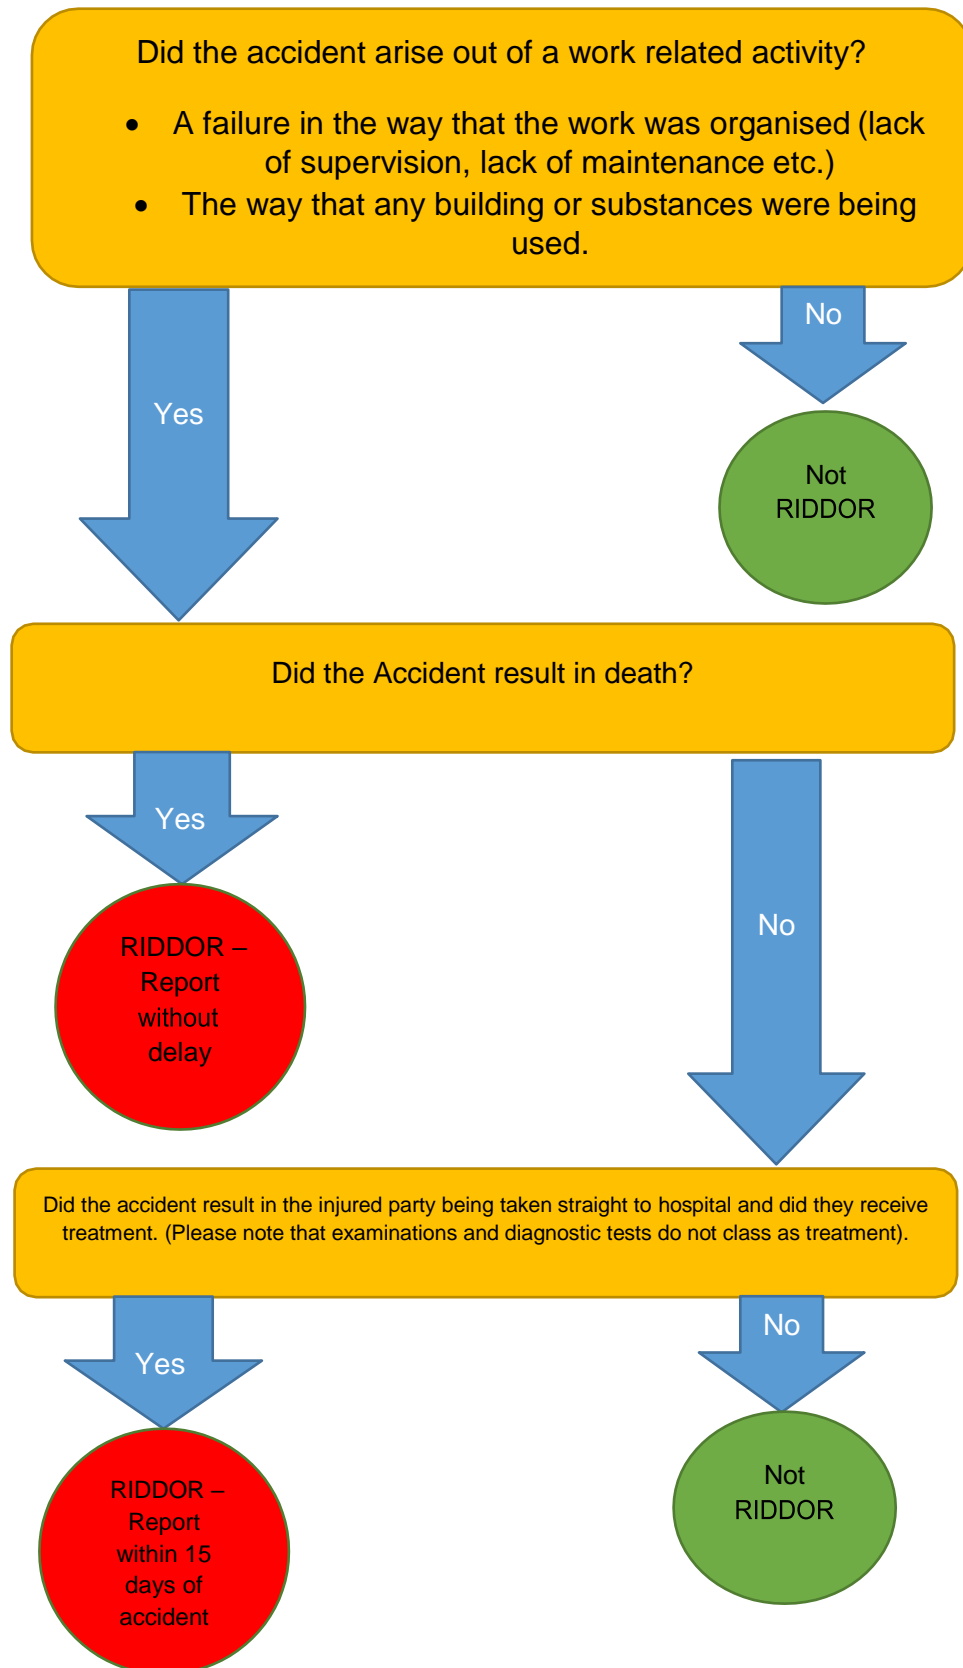 Did the accident arise out of a work related activity?
• A failure in the way that the work was organised (lack
of supervision, lack of maintenance etc.)
• The way that any building or substances were being
used.
No
Yes
Not
RIDDOR
Did the Accident result in death?
Yes
No
RIDDOR –
Report
without
delay
Did the accident result in the injured party being taken straight to hospital and did they receive
treatment. (Please note that examinations and diagnostic tests do not class as treatment).
Yes
No
RIDDOR –
Report
within 15
days of
accident
Not
RIDDOR